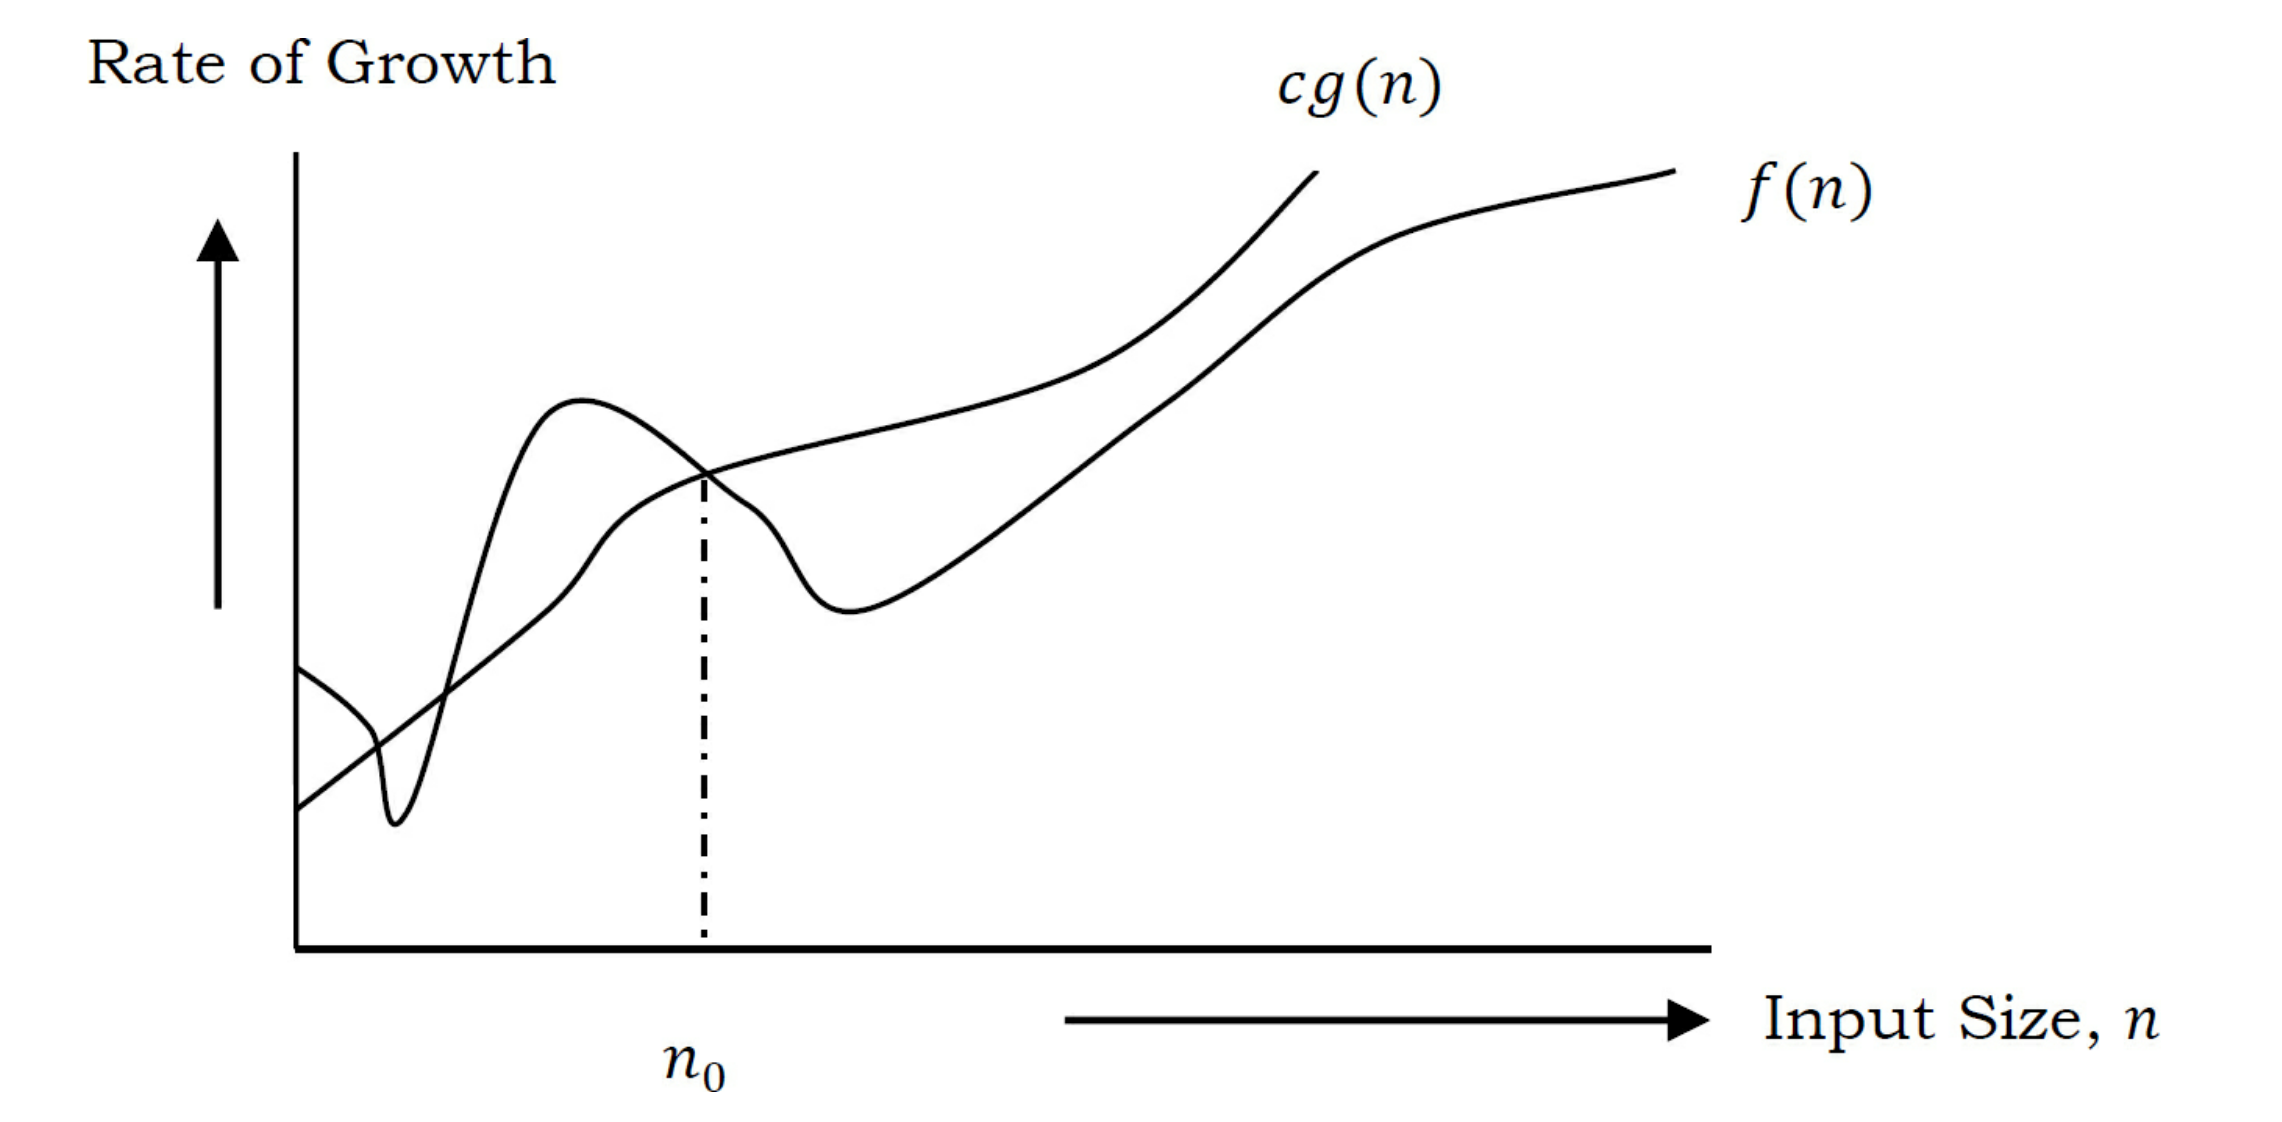 Rate of Growth
cg(n)
f(n)
Input Size, n
n₀